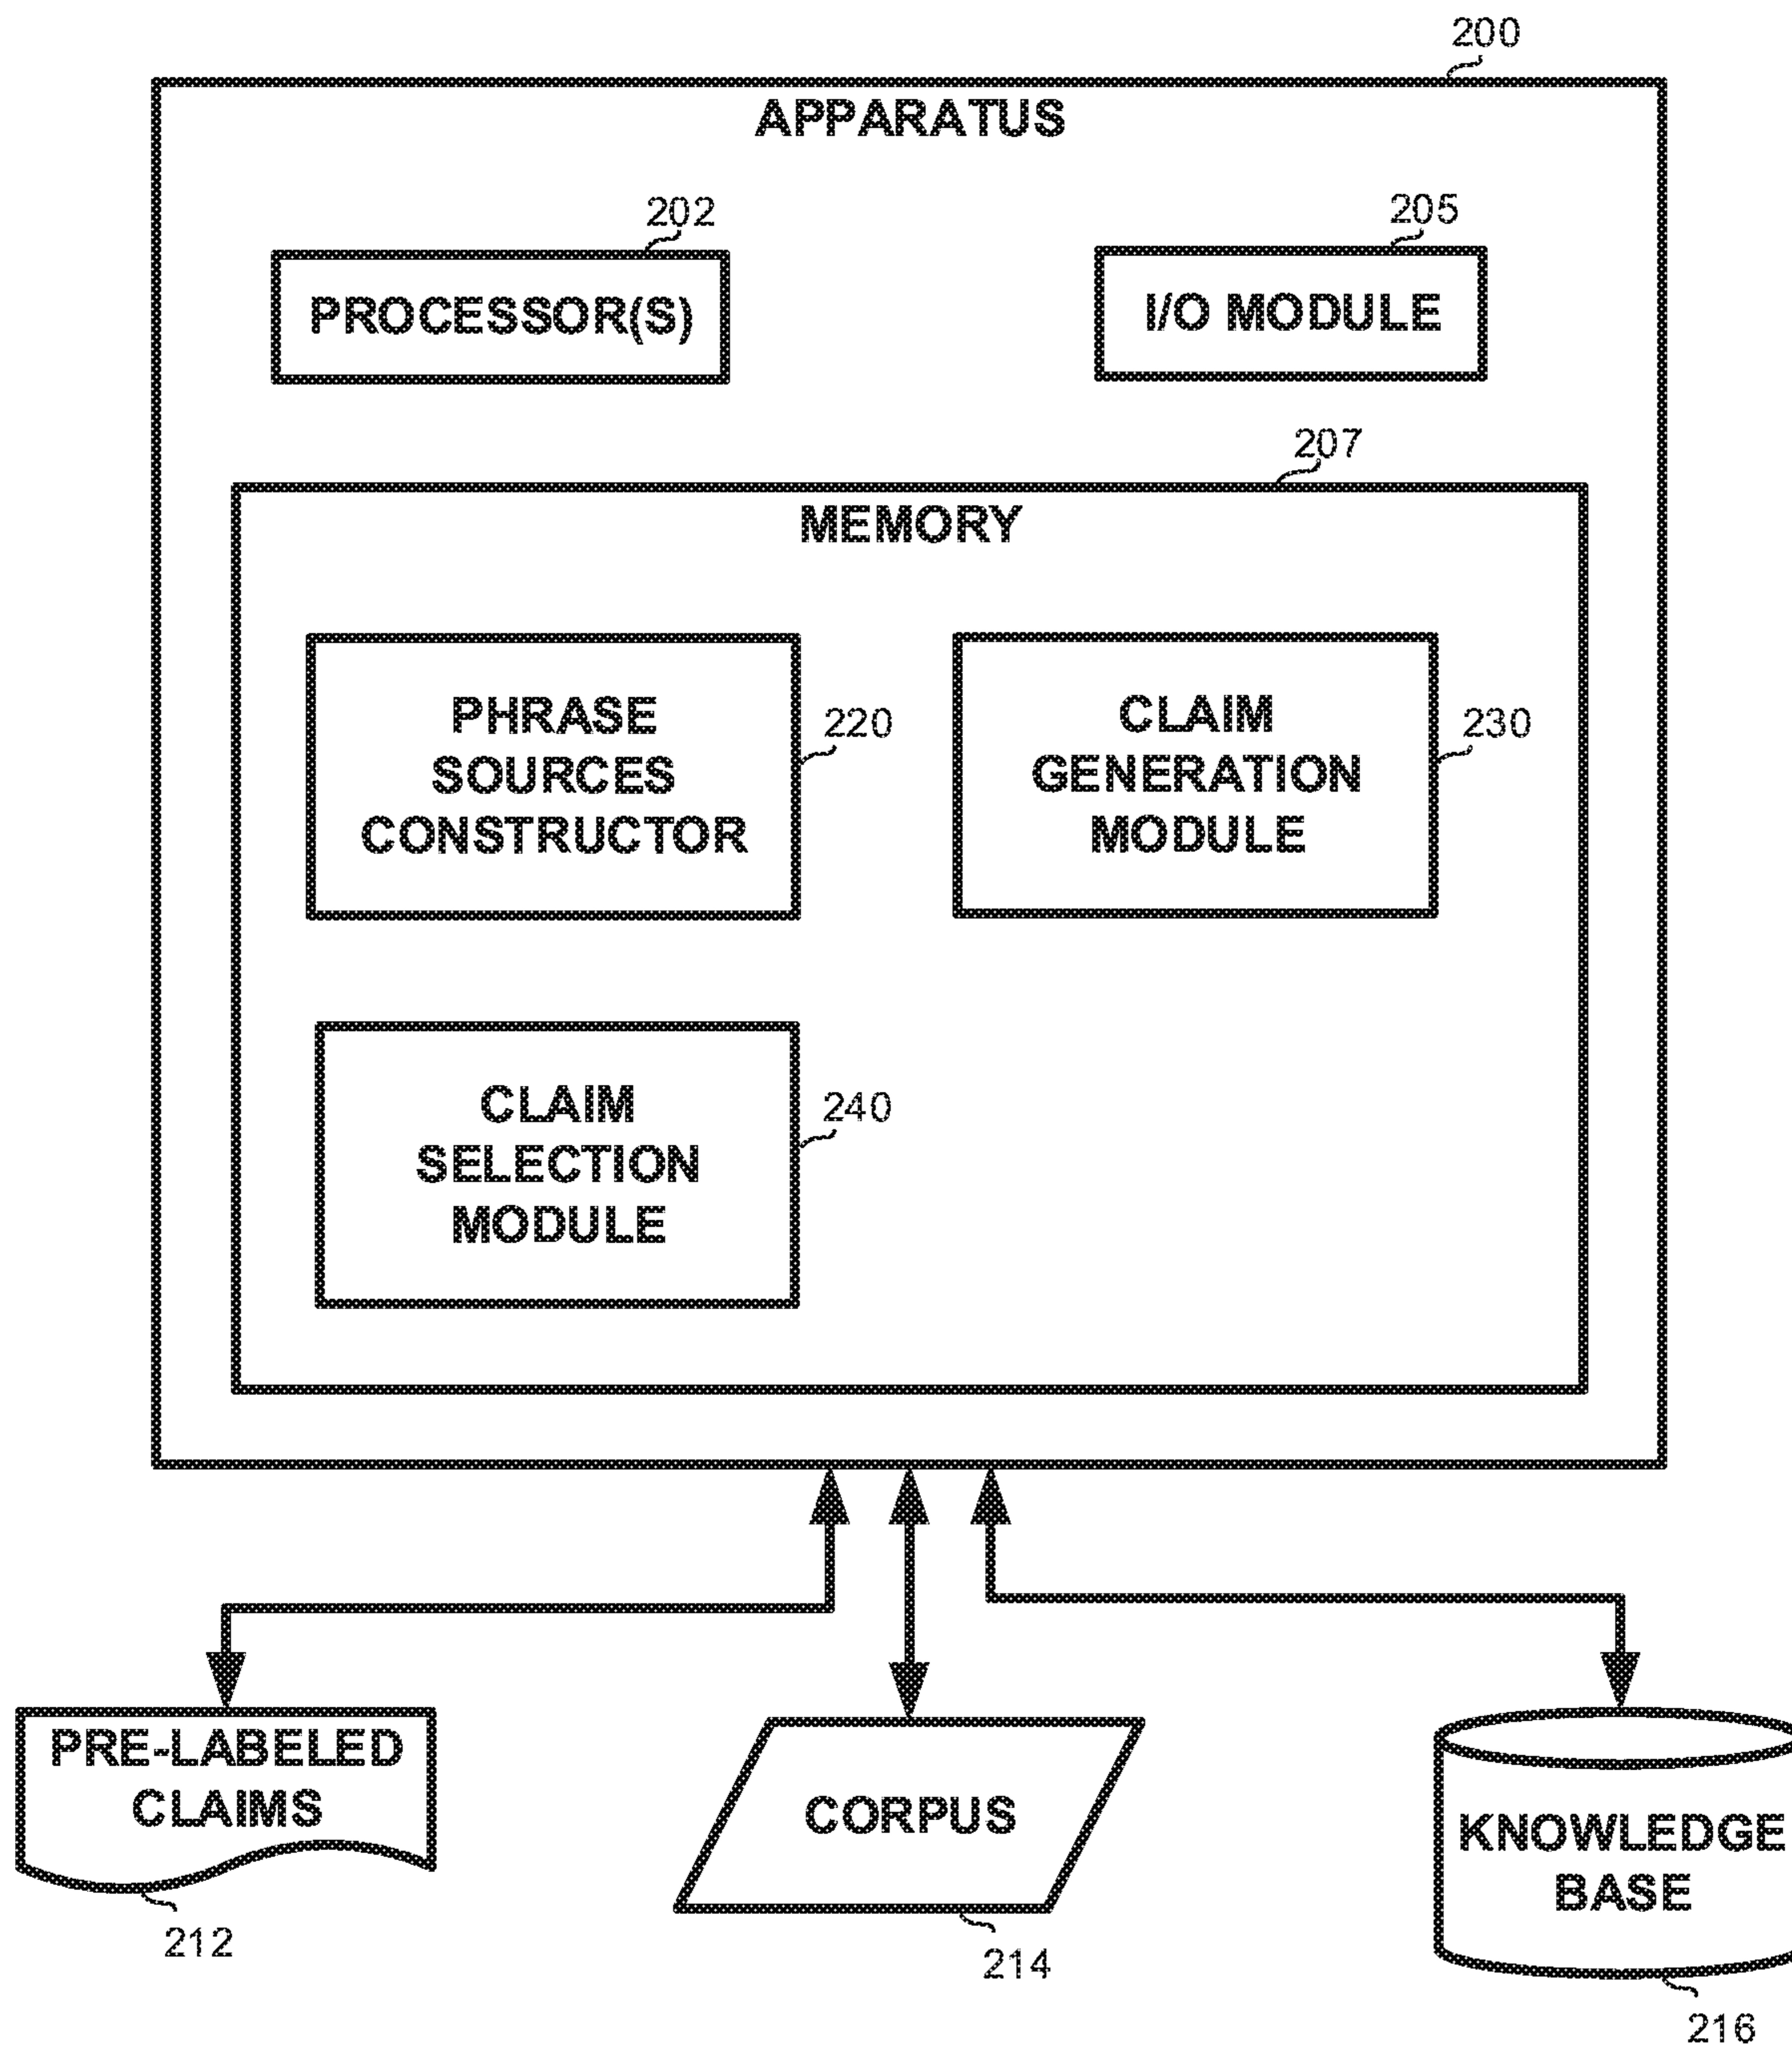 200
APPARATUS
202
PROCESSOR(S)
205
I/O MODULE
207
MEMORY
PHRASE
SOURCES
CONSTRUCTOR
220
CLAIM
GENERATION
MODULE
230
CLAIM
SELECTION
MODULE
240
PRE-LABELED
CLAIMS
212
CORPUS
214
KNOWLEDGE
BASE
216